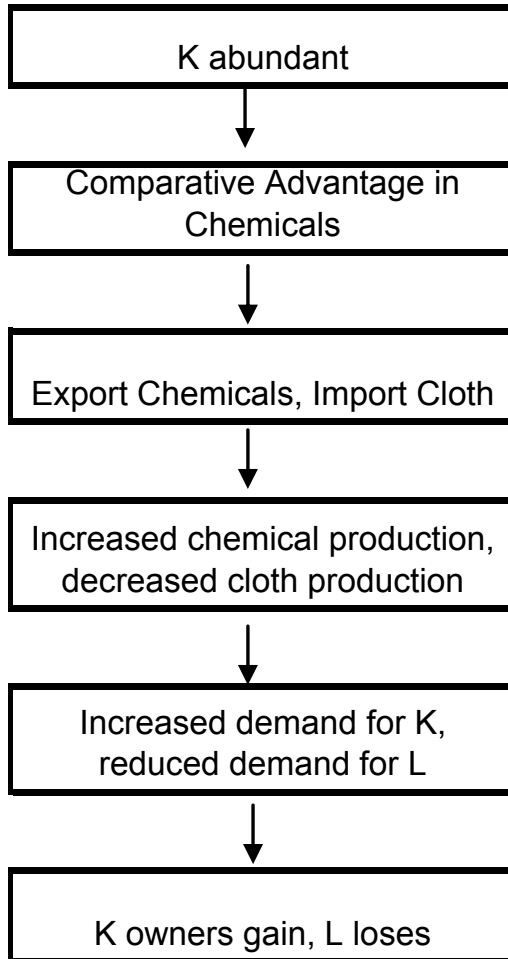 K abundant
Comparative Advantage in
Chemicals
Export Chemicals, Import Cloth
Increased chemical production,
decreased cloth production
Increased demand for K,
reduced demand for L
K owners gain, L loses